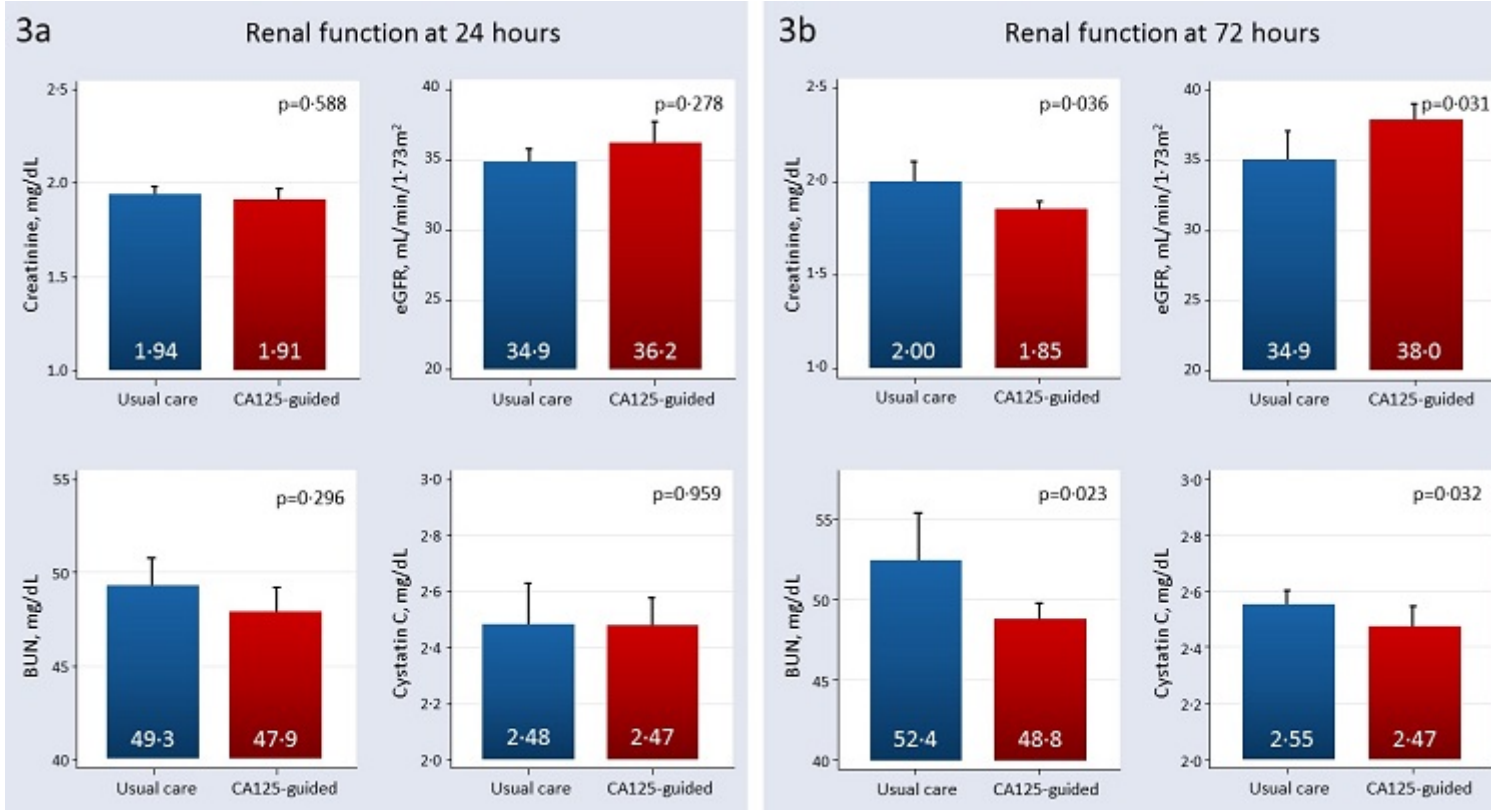 3a
Renal function at 24 hours
Creatinine, mg/dL
2·5
2.0
1.5
1.0
p=0·588
1·94
1·91
Usual care
CA125-guided
eGFR, mL/min/1·73m²
40
35
30
25
20
p=0·278
34·9
36·2
Usual care
CA125-guided
BUN, mg/dL
55
50
45
40
p=0·296
49·3
47·9
Usual care
CA125-guided
Cystatin C, mg/dL
3·0
2·8
2·6
2·4
2·2
2·0
p=0·959
2·48
2·47
Usual care
CA125-guided
3b
Renal function at 72 hours
Creatinine, mg/dL
2·5
2·0
1·5
1·0
p=0·036
2·00
1·85
Usual care
CA125-guided
eGFR, mL/min/1·73m²
40
35
30
25
20
p=0·031
34·9
38·0
Usual care
CA125-guided
BUN, mg/dL
55
50
45
40
p=0·023
52·4
48·8
Usual care
CA125-guided
Cystatin C, mg/dL
3·0
2·8
2·6
2·4
2·2
2·0
p=0·032
2·55
2·47
Usual care
CA125-guided